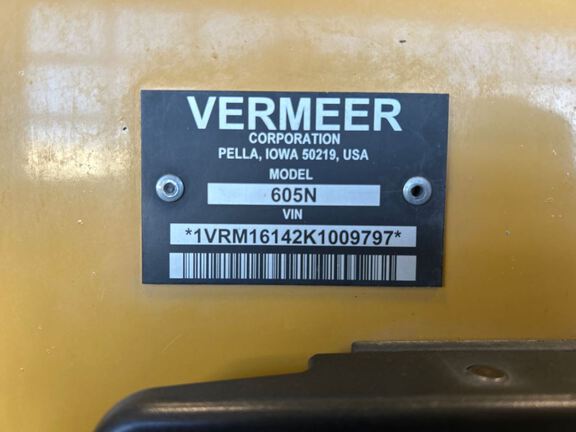 VERMEER
CORPORATION
PELLA, IOWA 50219, USA
MODEL
605N
VIN
*1VRM16142K1009797*